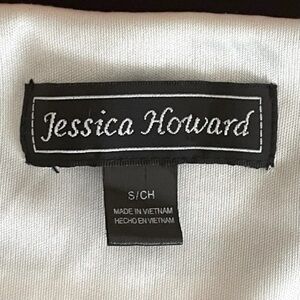 Jessica Howard
S/CH
MADE IN VIETNAM
HECHO EN VIETNAM